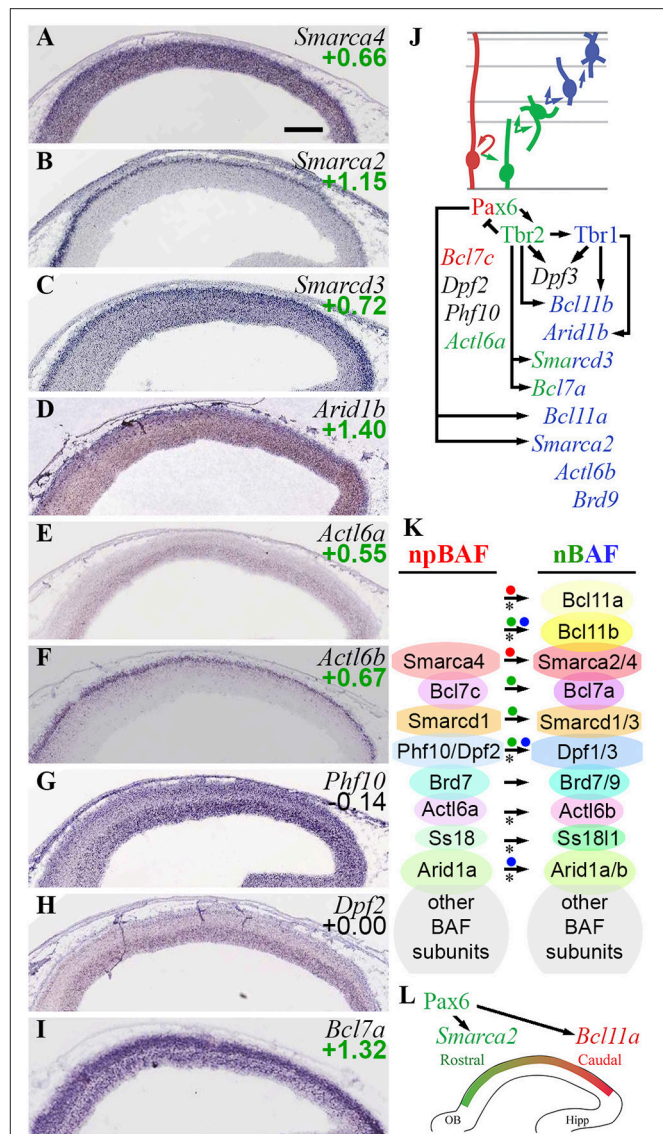 A
Smarca4
+0.66
B
Smarca2
+1.15
C
Smarcd3
+0.72
D
Arid1b
+1.40
E
Actl6a
+0.55
F
Actl6b
+0.67
G
Phf10
-0.14
H
Dpf2
+0.00
I
Bcl7a
+1.32
J
Pax6
Tbr2
Tbr1
Bcl7c
Dpf3
Dpf2
Bcl11b
Phf10
Arid1b
Actl6a
Smarcd3
Bcl7a
Bcl11a
Smarca2
Actl6b
Brd9
K
npBAF nBAF
* Bcl11a
* Bcl11b
Smarca4 Smarca2/4
Bcl7c Bcl7a
Smarcd1 Smarcd1/3
Phf10/Dpf2 * Dpf1/3
Brd7 Brd7/9
Actl6a * Actl6b
Ss18 * Ss18l1
Arid1a * Arid1a/b
other other
BAF BAF
subunits subunits
L
Pax6
Smarca2 Bcl11a
Rostral Caudal
OB Hipp